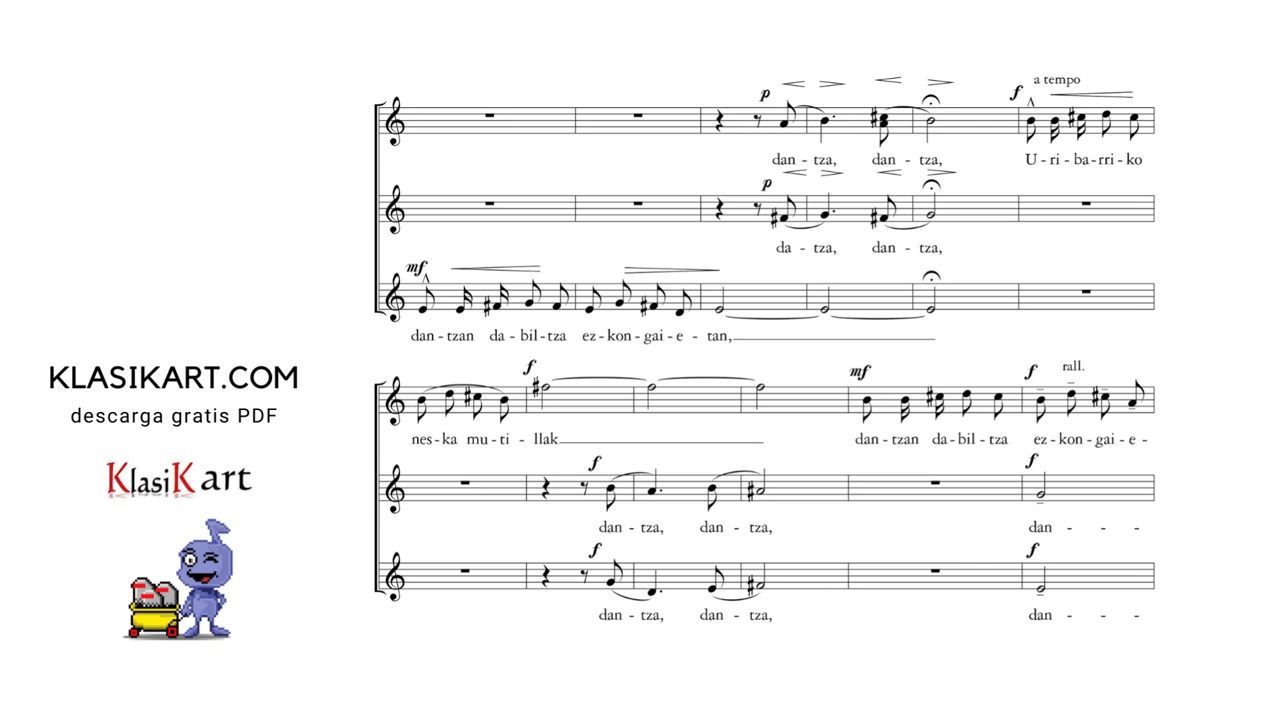 KLASIKART.COM
descarga gratis PDF
KlasiK art
p
a tempo
f
dan - tza, dan - tza, U - ri - ba - rri - ko
p
da - tza, dan - tza,
mf
dan - tzan da - bil - tza ez - kon - gai - e - tan,
f
mf
f
rall.
nes - ka mu - ti - llak dan - tzan da - bil - tza ez - kon - gai - e -
f
f
dan - tza, dan - tza, dan - - -
f
f
dan - tza, dan - tza, dan - - -